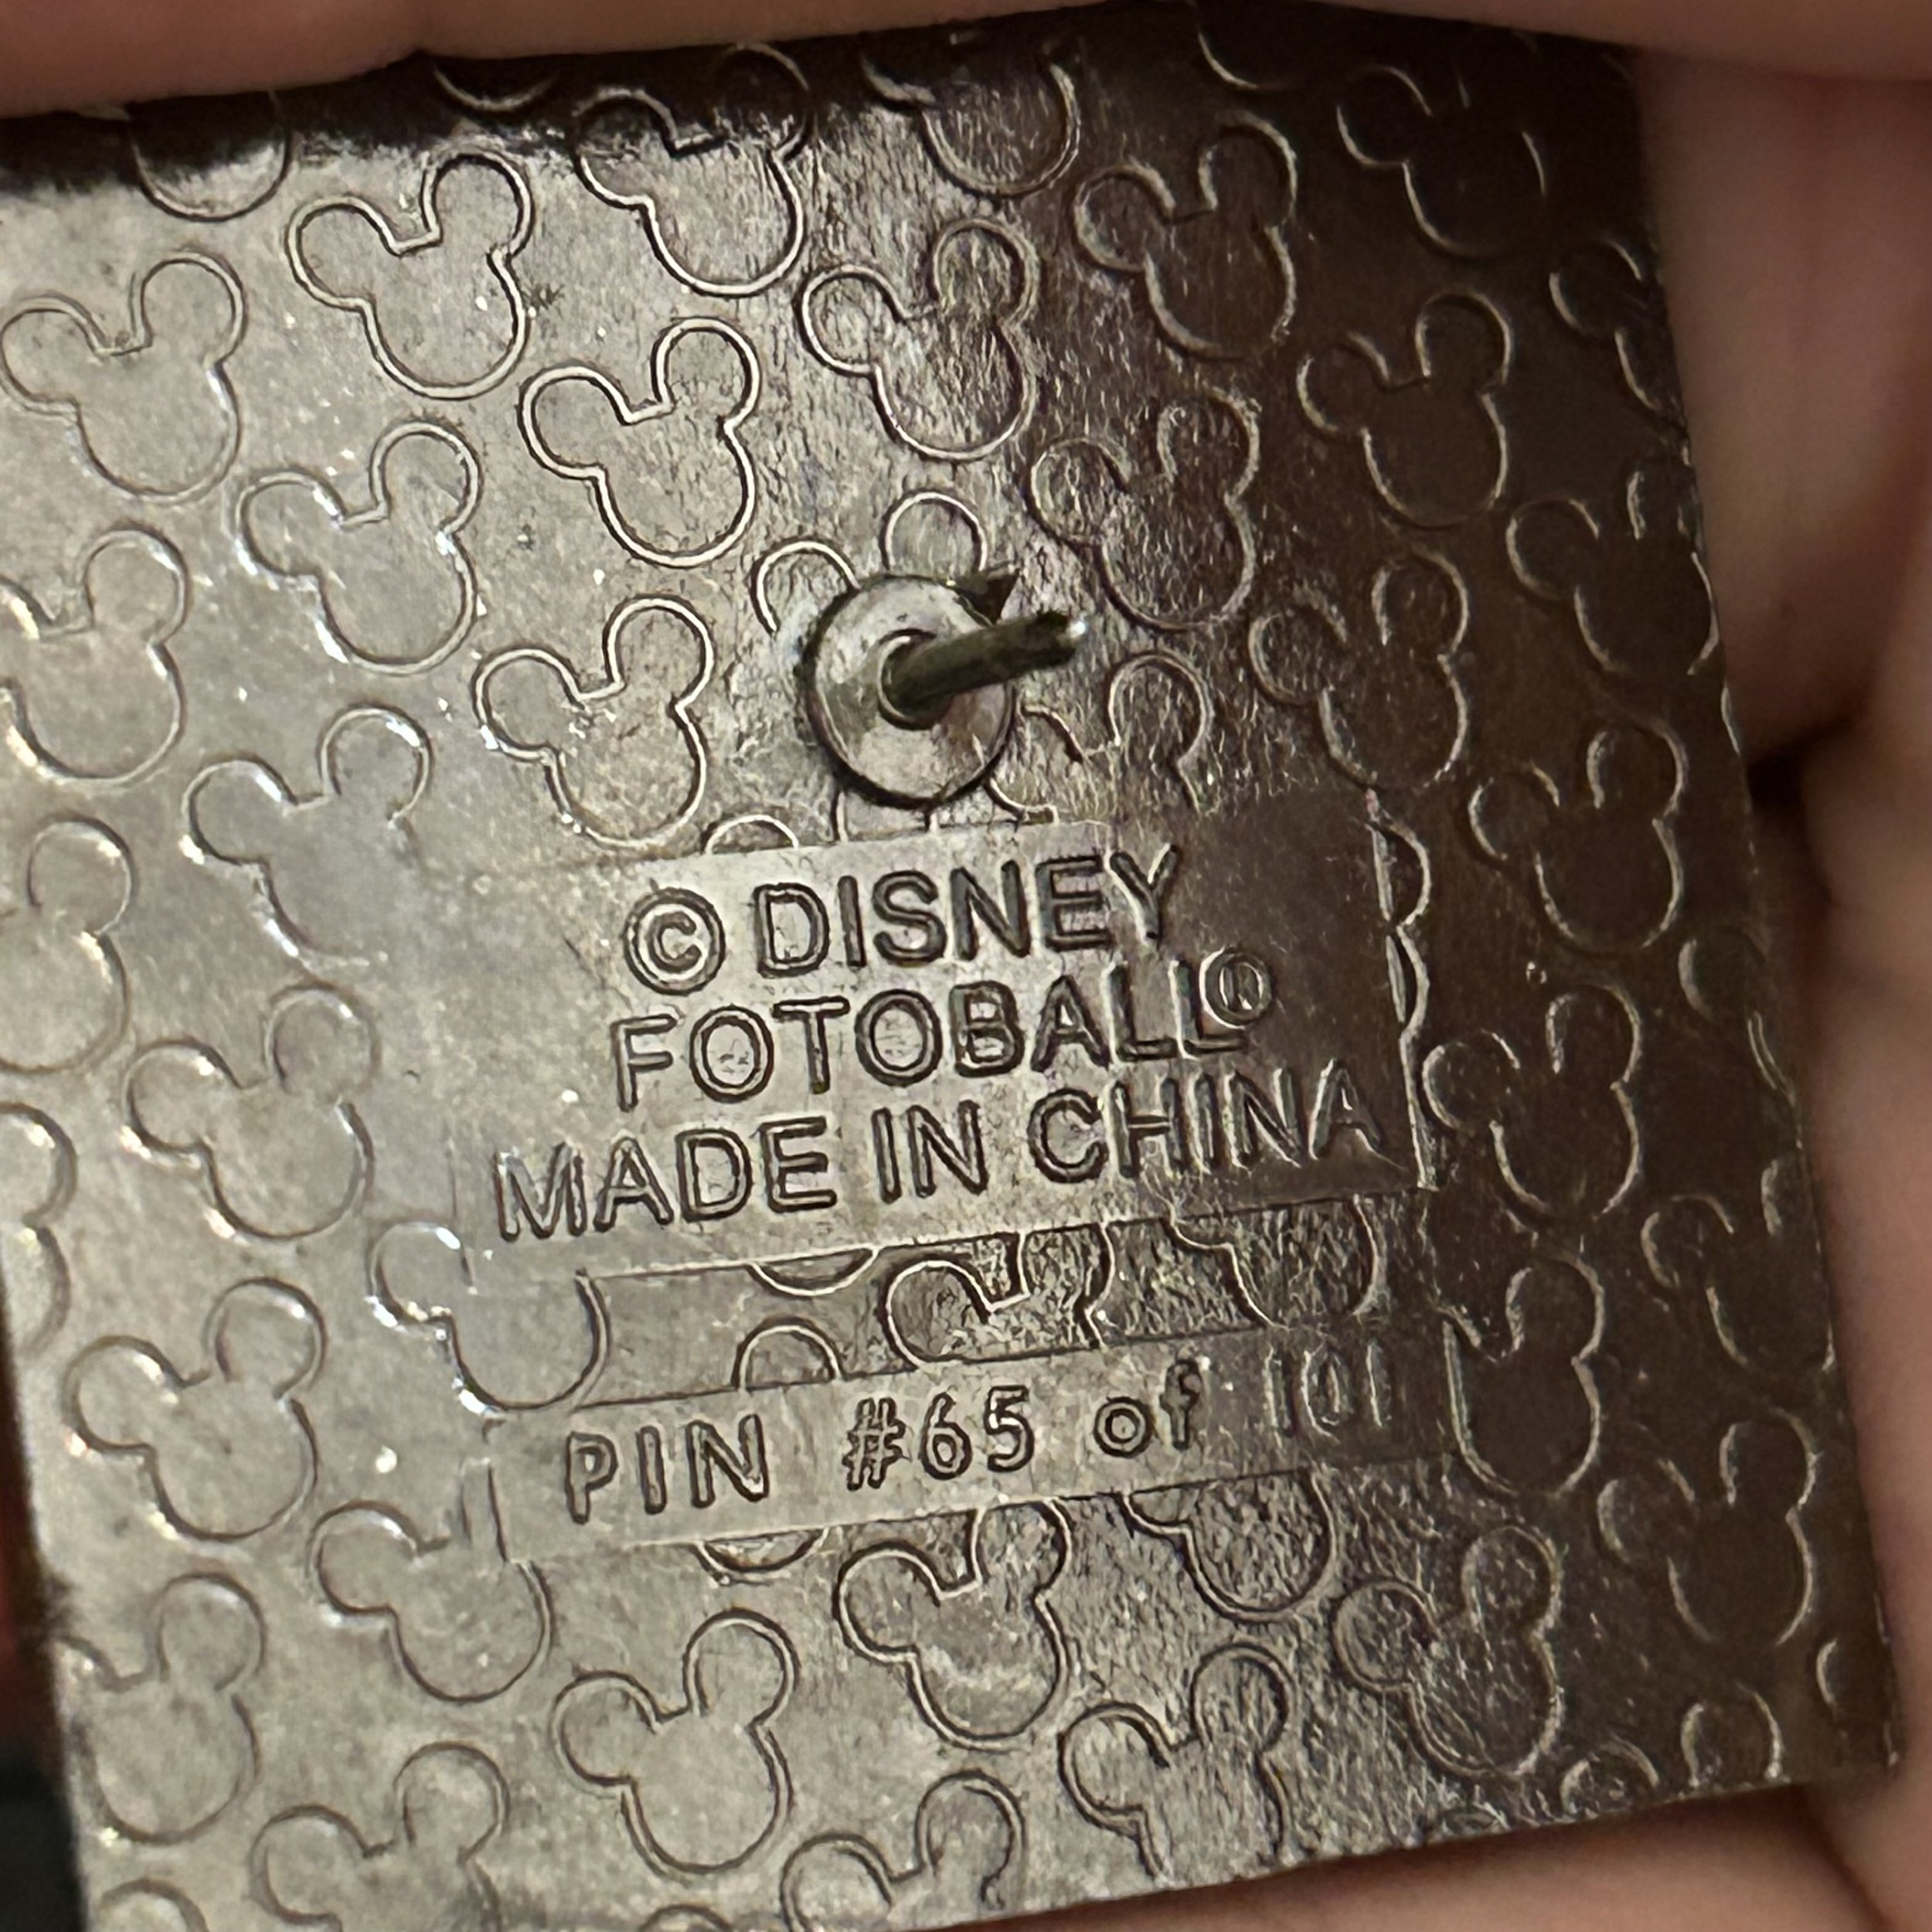 © DISNEY
FOTOBALL®
MADE IN CHINA
PIN #65 of 101